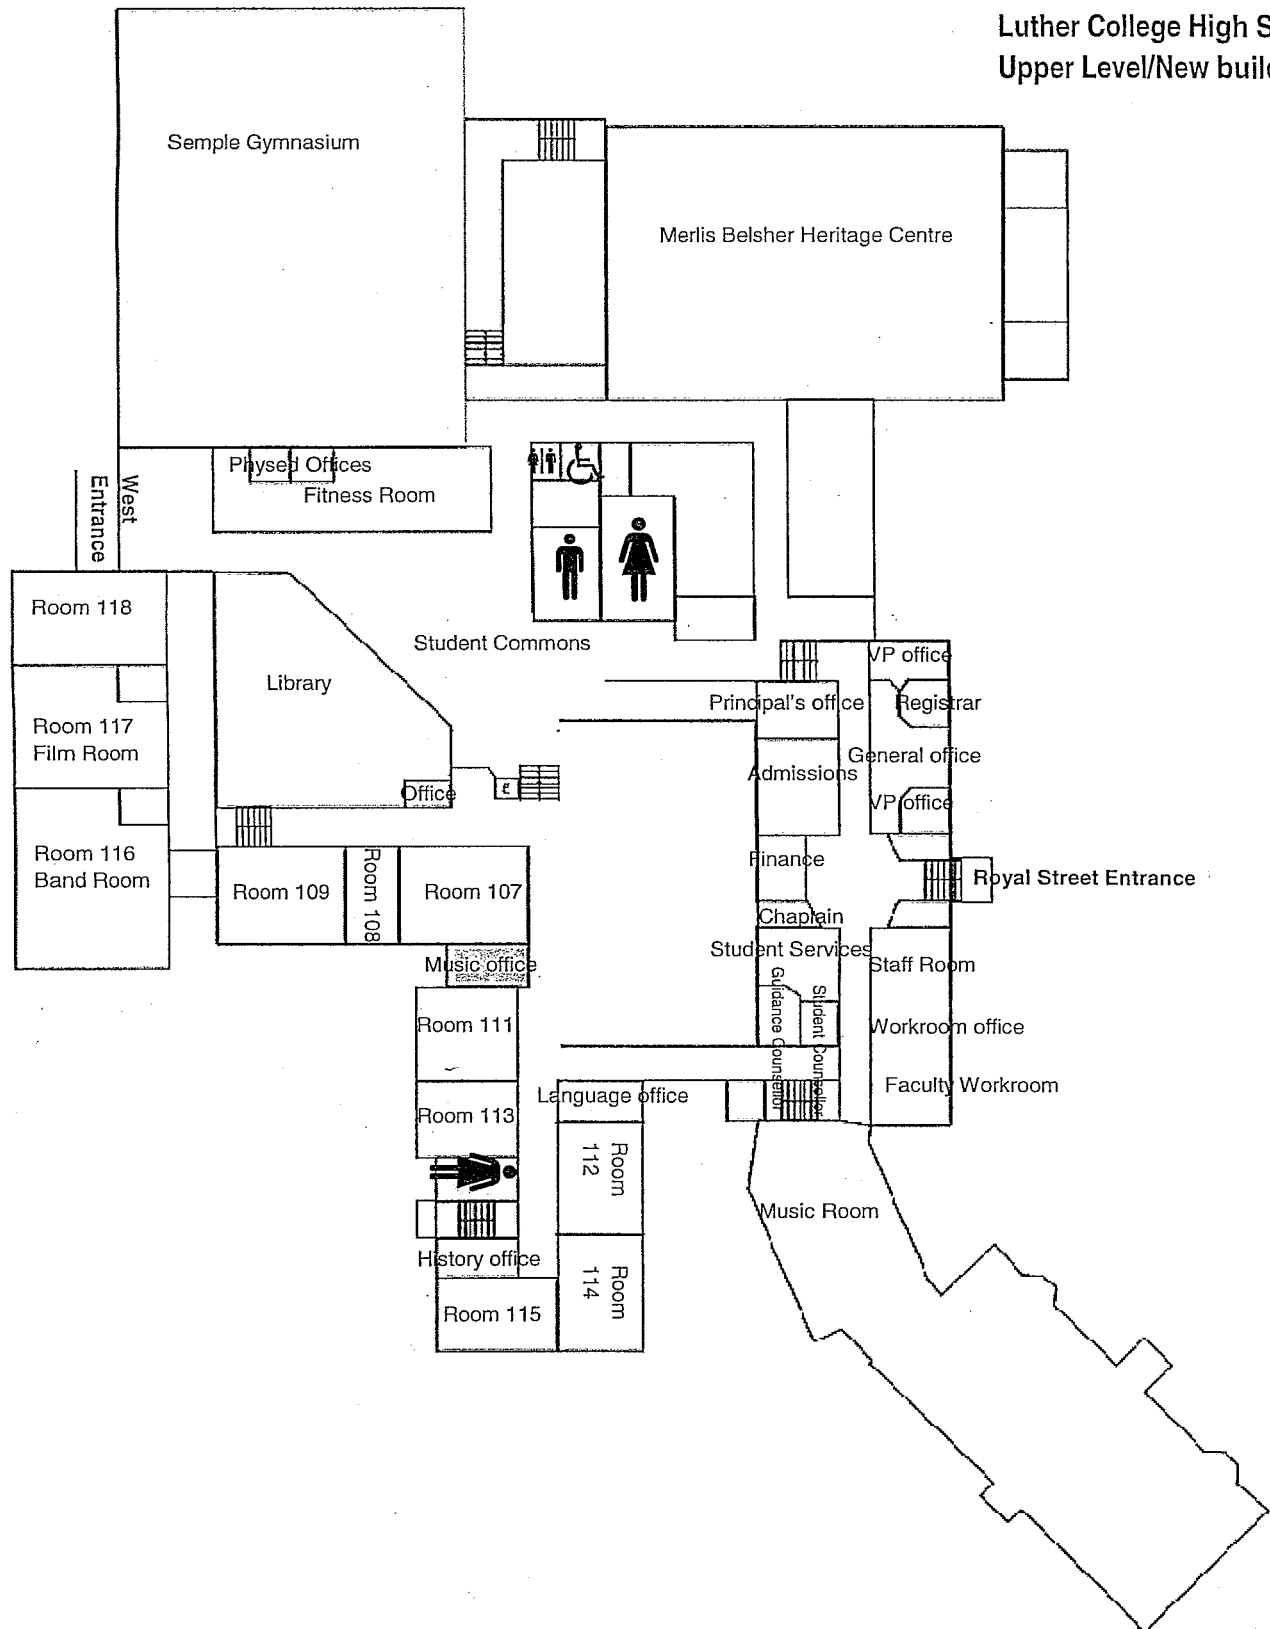 Luther College High S
Upper Level/New build
Semple Gymnasium
Merlis Belsher Heritage Centre
Physed Offices
Fitness Room
West
Entrance
Room 118
Student Commons
Library
VP office
Principal's office
Registrar
Room 117
Film Room
General office
Admissions
Office
VP office
Room 116
Band Room
Finance
Room 109
Room 108
Room 107
Royal Street Entrance
Chaplain
Student Services
Music office
Staff Room
Guidance Counsellor
Student Counsellor
Room 111
Workroom office
Faculty Workroom
Language office
Room 113
Room
112
Music Room
History office
Room
114
Room 115